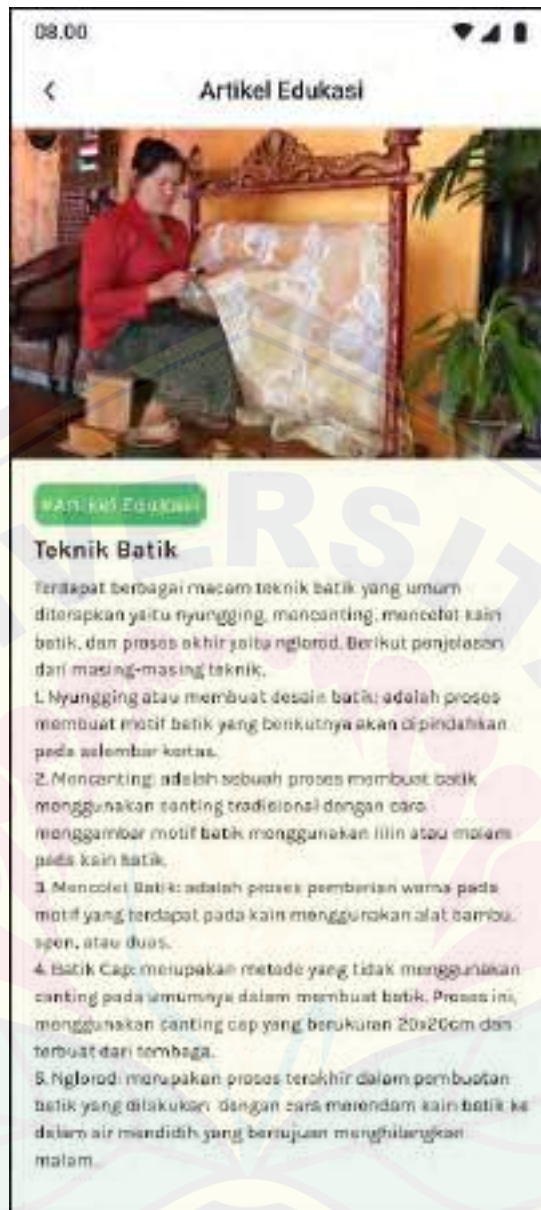 08.00
Artikel Edukasi
#Artikel Edukasi
Teknik Batik
Terdapat berbagai macam teknik batik yang umum
diterapkan yaitu nyungging, mencanting, mencolet kain
batik, dan proses akhir yaitu nglorod. Berikut penjelasan
dari masing-masing teknik.
1. Nyungging atau membuat desain batik: adalah proses
membuat motif batik yang berikutnya akan dipindahkan
pada selembar kertas.
2. Mencanting: adalah sebuah proses membuat batik
menggunakan canting tradisional dengan cara
menggambar motif batik menggunakan lilin atau malam
pada kain batik.
3. Mencolet Batik: adalah proses pemberian warna pada
motif yang terdapat pada kain menggunakan alat bambu,
spon, atau
4. Batik Cap: merupakan metode yang tidak menggunakan
canting pada umumnya dalam membuat batik. Proses ini,
menggunakan canting cap yang berukuran 20x20cm dan
terbuat dari tembaga.
5. Nglorod: merupakan proses terakhir dalam pembuatan
batik yang dilakukan dengan cara merendam kain batik ke
dalam air mendidih yang bertujuan menghilangkan
malam.